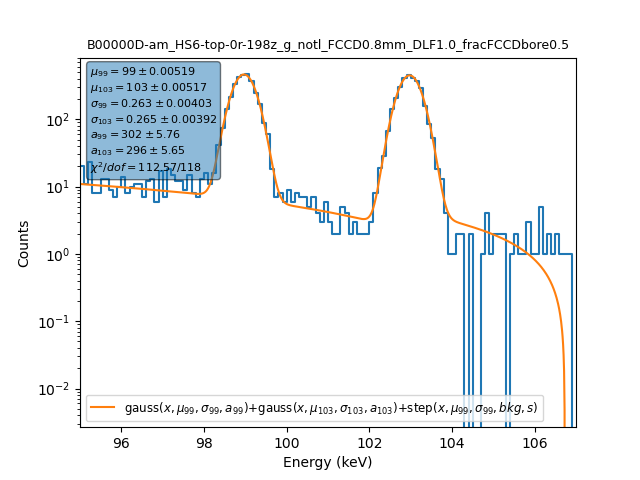 B00000D-am_HS6-top-0r-198z_g_notl_FCCD0.8mm_DLF1.0_fracFCCDbore0.5
μ₉₉ = 99 ± 0.00519
μ₁₀₃ = 103 ± 0.00517
σ₉₉ = 0.263 ± 0.00403
σ₁₀₃ = 0.265 ± 0.00392
a₉₉ = 302 ± 5.76
a₁₀₃ = 296 ± 5.65
χ²/dof = 112.57/118
10²
10¹
10⁰
10⁻¹
10⁻²
Counts
gauss(x, μ₉₉, σ₉₉, a₉₉)+gauss(x, μ₁₀₃, σ₁₀₃, a₁₀₃)+step(x, μ₉₉, σ₉₉, bkg, s)
96 98 100 102 104 106
Energy (keV)